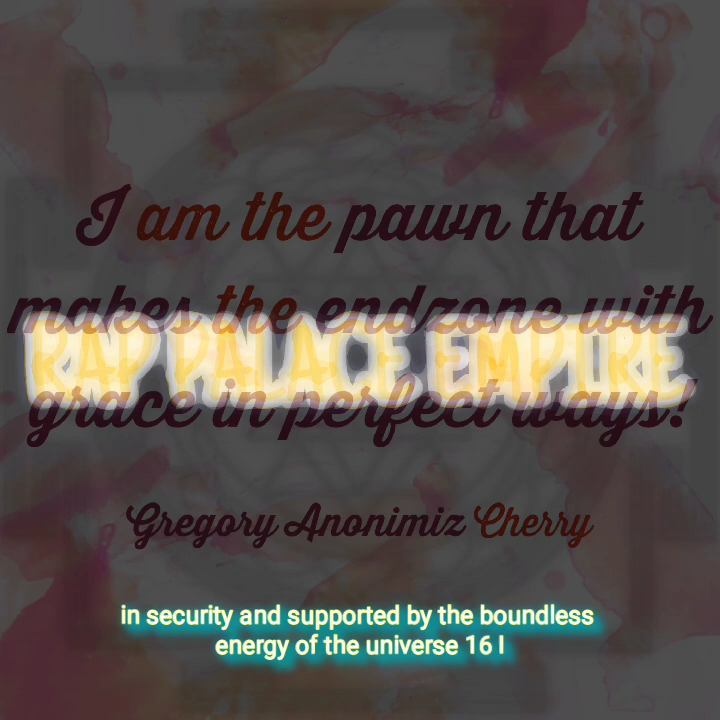 I am the pawn that
makes the endzone with
RAP PALACE EMPIRE
grace in perfect ways!
Gregory Anonimiz Cherry
in security and supported by the boundless
energy of the universe 16 I